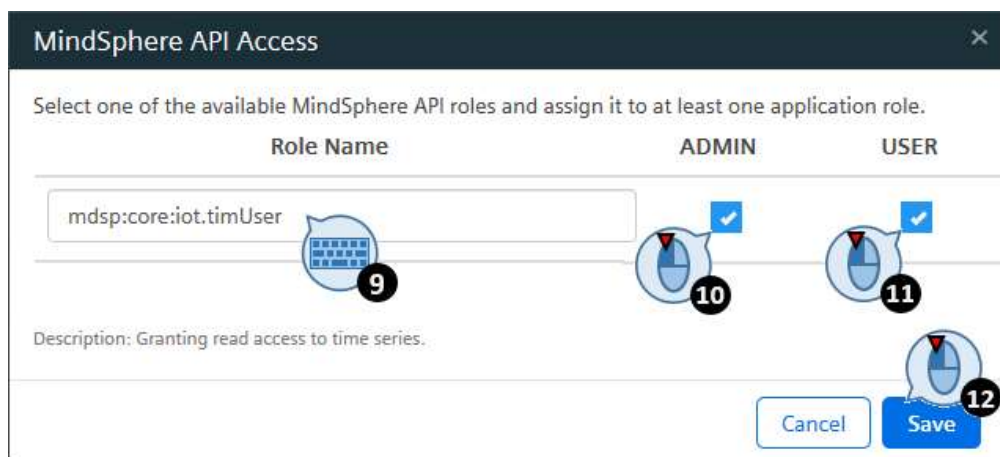 MindSphere API Access ×
Select one of the available MindSphere API roles and assign it to at least one application role.
Role Name ADMIN USER
mdsp:core:iot.timUser
9 10 11
Description: Granting read access to time series.
12
Cancel Save